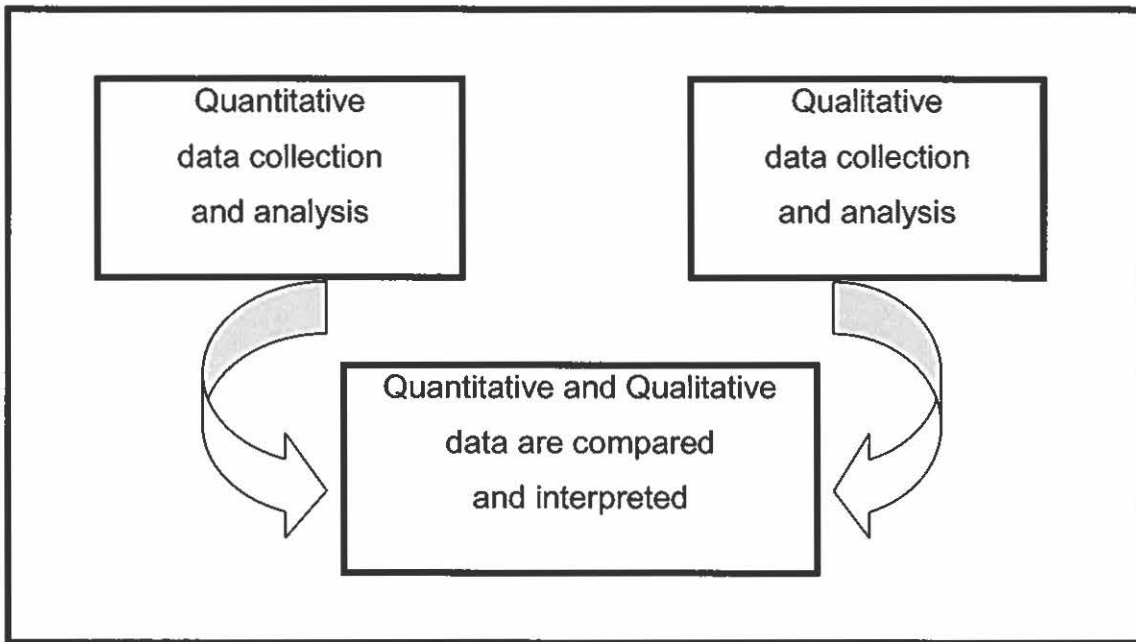 Quantitative
data collection
and analysis
Qualitative
data collection
and analysis
Quantitative and Qualitative
data are compared
and interpreted